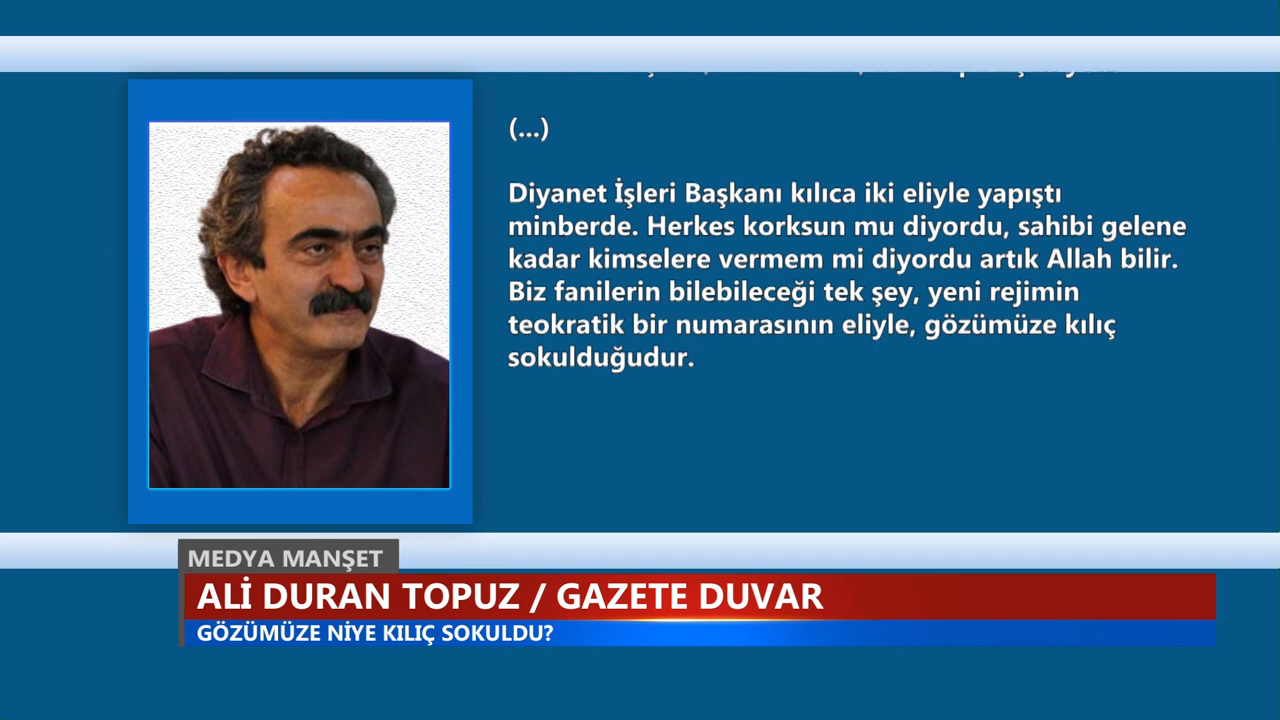 (...)
Diyanet İşleri Başkanı kılıca iki eliyle yapıştı
minberde. Herkes korksun mu diyordu, sahibi gelene
kadar kimselere vermem mi diyordu artık Allah bilir.
Biz fanilerin bilebileceği tek şey, yeni rejimin
teokratik bir numarasının eliyle, gözümüze kılıç
sokulduğudur.
MEDYA MANŞET
ALİ DURAN TOPUZ / GAZETE DUVAR
GÖZÜMÜZE NİYE KILIÇ SOKULDU?